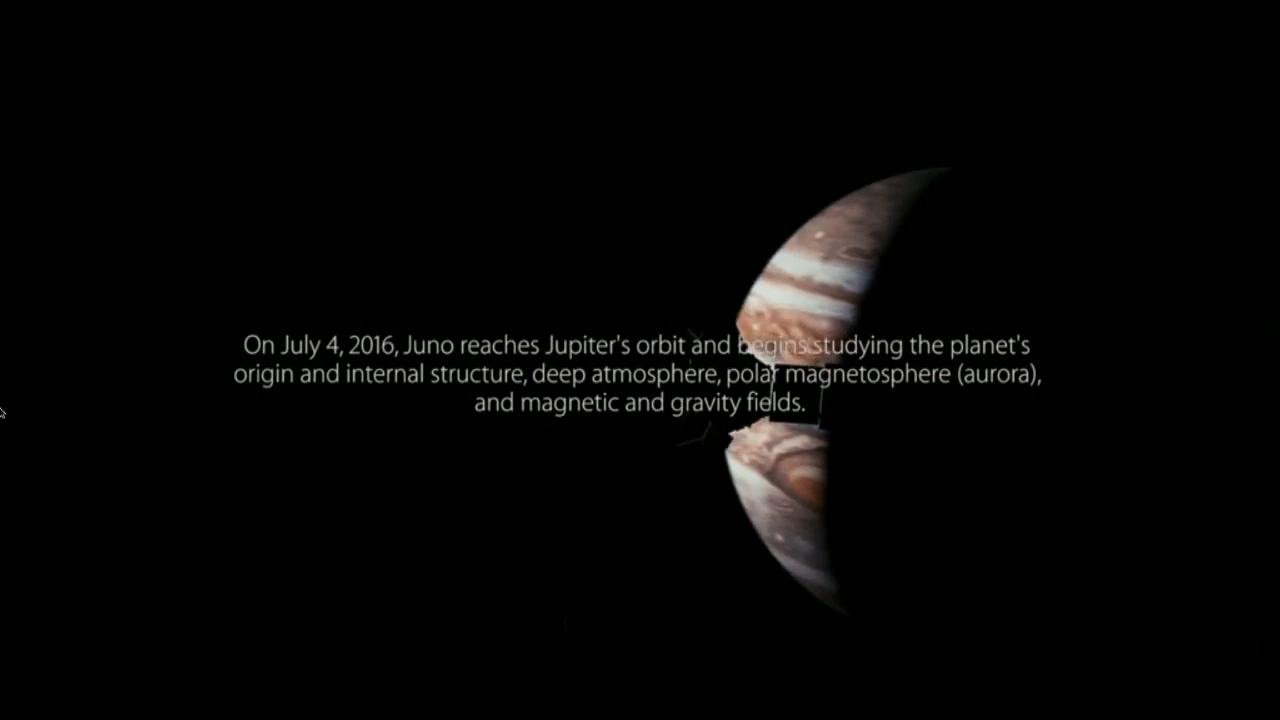 On July 4, 2016, Juno reaches Jupiter's orbit and begins studying the planet's
origin and internal structure, deep atmosphere, polar magnetosphere (aurora),
and magnetic and gravity fields.